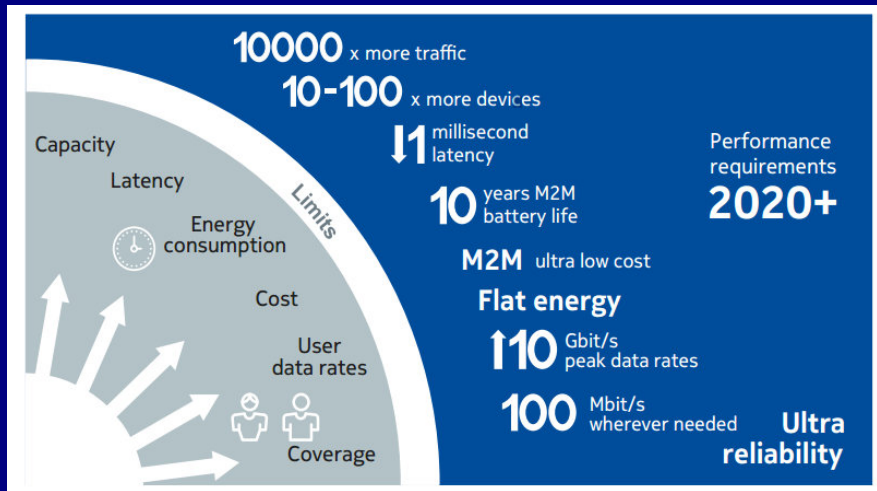 10000 x more traffic
10-100 x more devices
1 millisecond
latency
10 years M2M
battery life
M2M ultra low cost
Flat energy
10 Gbit/s
peak data rates
100 Mbit/s
wherever needed
Ultra
reliability
Performance
requirements
2020+
Limits
Capacity
Latency
Energy
consumption
Cost
User
data rates
Coverage